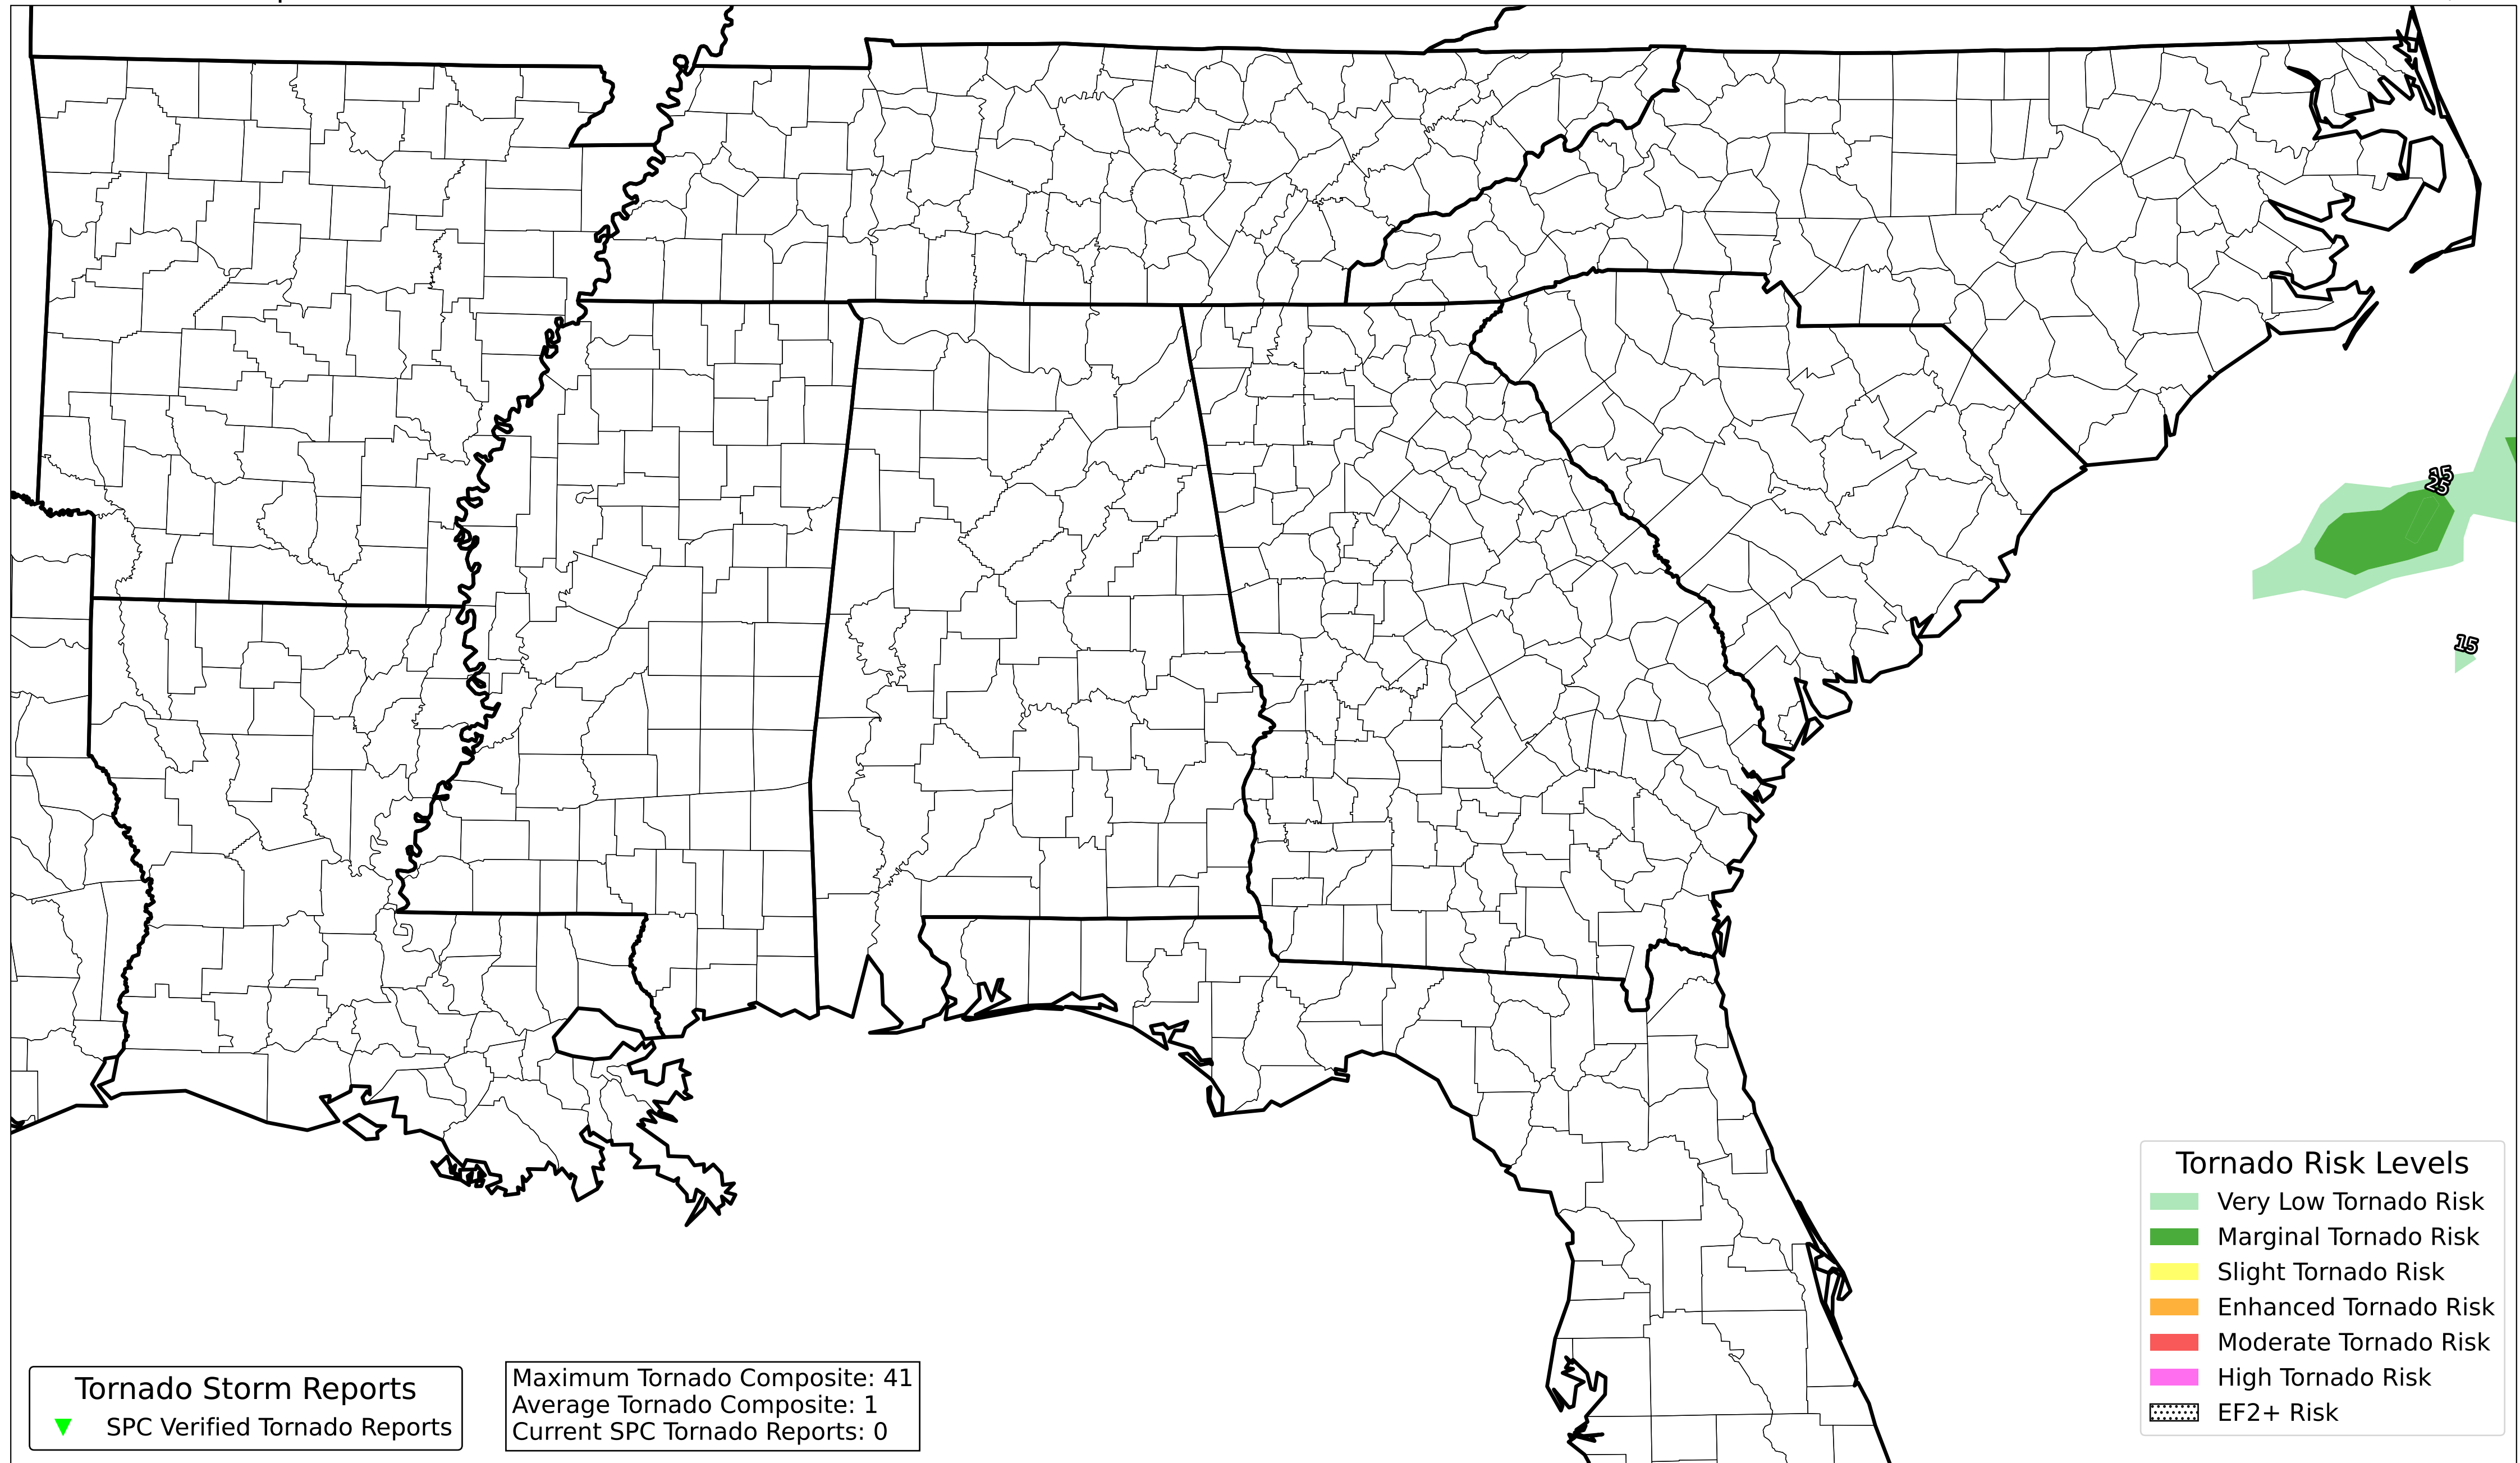 15
25
15
Tornado Risk Levels
Very Low Tornado Risk
Marginal Tornado Risk
Slight Tornado Risk
Enhanced Tornado Risk
Moderate Tornado Risk
High Tornado Risk
EF2+ Risk
Tornado Storm Reports
SPC Verified Tornado Reports
Maximum Tornado Composite: 41
Average Tornado Composite: 1
Current SPC Tornado Reports: 0